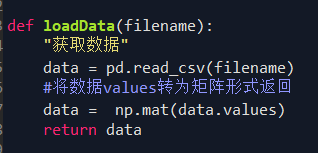 def loadData(filename):
"获取数据"
data = pd.read_csv(filename)
#将数据values转为矩阵形式返回
data =  np.mat(data.values)
return data